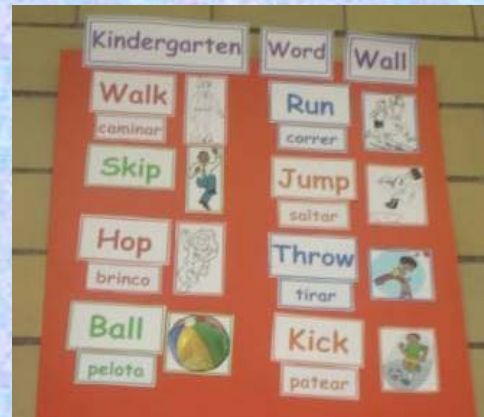 Kindergarten Word Wall
Walk
caminar
Skip
Hop
brinco
Ball
pelota
Run
correr
Jump
saltar
Throw
tirar
Kick
patear